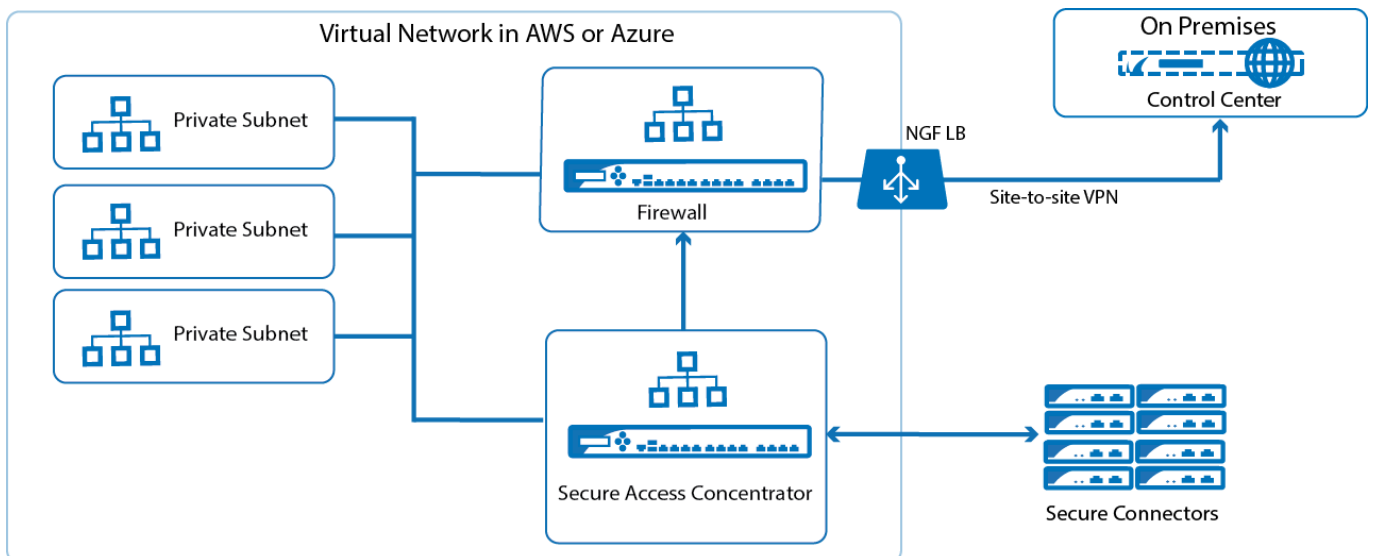 Virtual Network in AWS or Azure
On Premises
Control Center
Private Subnet
NGF LB
Site-to-site VPN
Firewall
Private Subnet
Private Subnet
Secure Access Concentrator
Secure Connectors